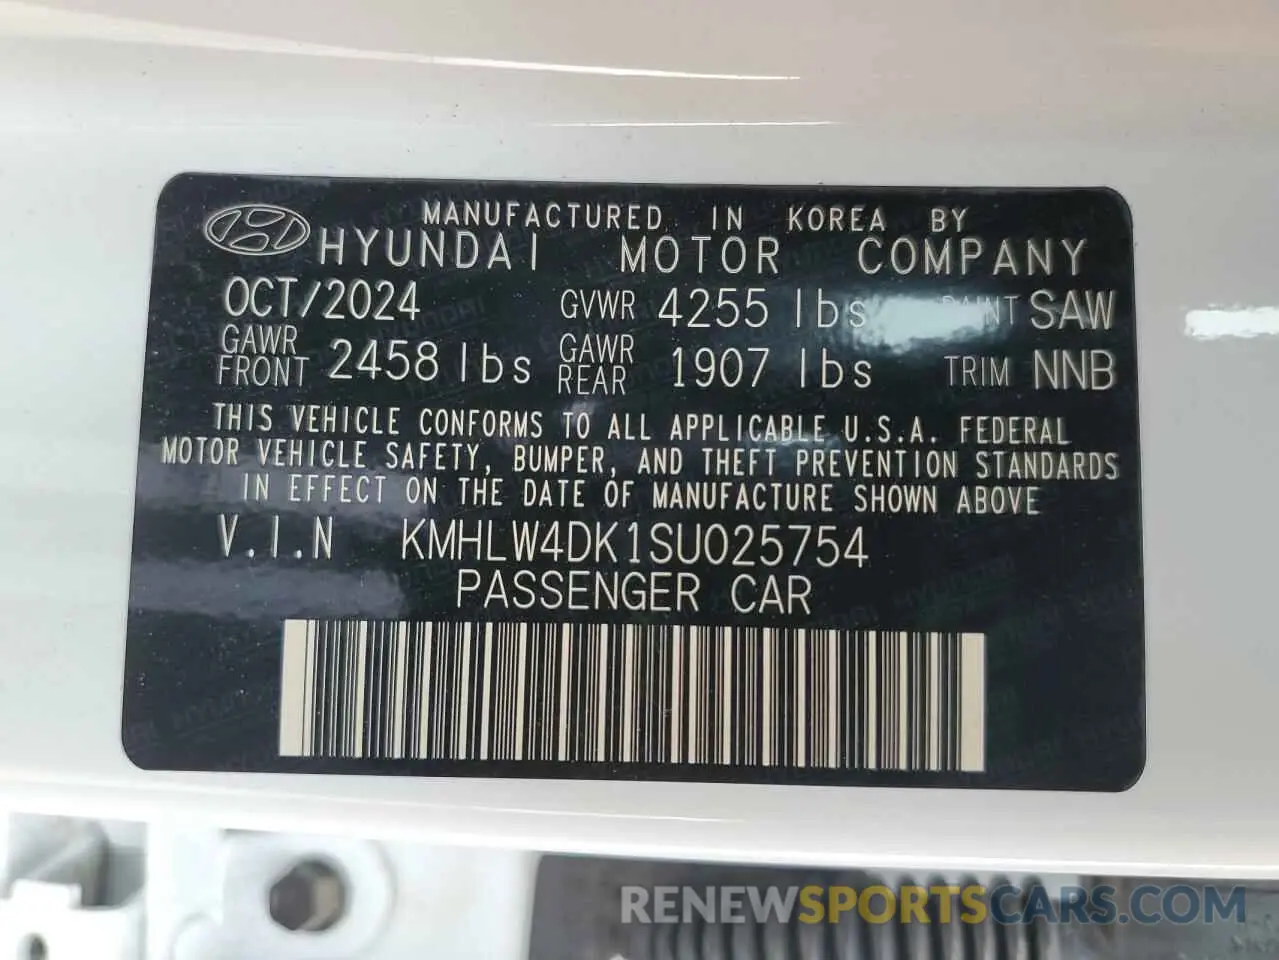 MANUFACTURED IN KOREA BY
HYUNDAI MOTOR COMPANY
OCT/2024 GVWR 4255 lbs PAINT SAW
GAWR FRONT 2458 lbs GAWR REAR 1907 lbs TRIM NNB
THIS VEHICLE CONFORMS TO ALL APPLICABLE U.S.A. FEDERAL
MOTOR VEHICLE SAFETY, BUMPER, AND THEFT PREVENTION STANDARDS
IN EFFECT ON THE DATE OF MANUFACTURE SHOWN ABOVE
V.I.N KMHLW4DK1SU025754
PASSENGER CAR
RENEWSPORTSCARS.COM